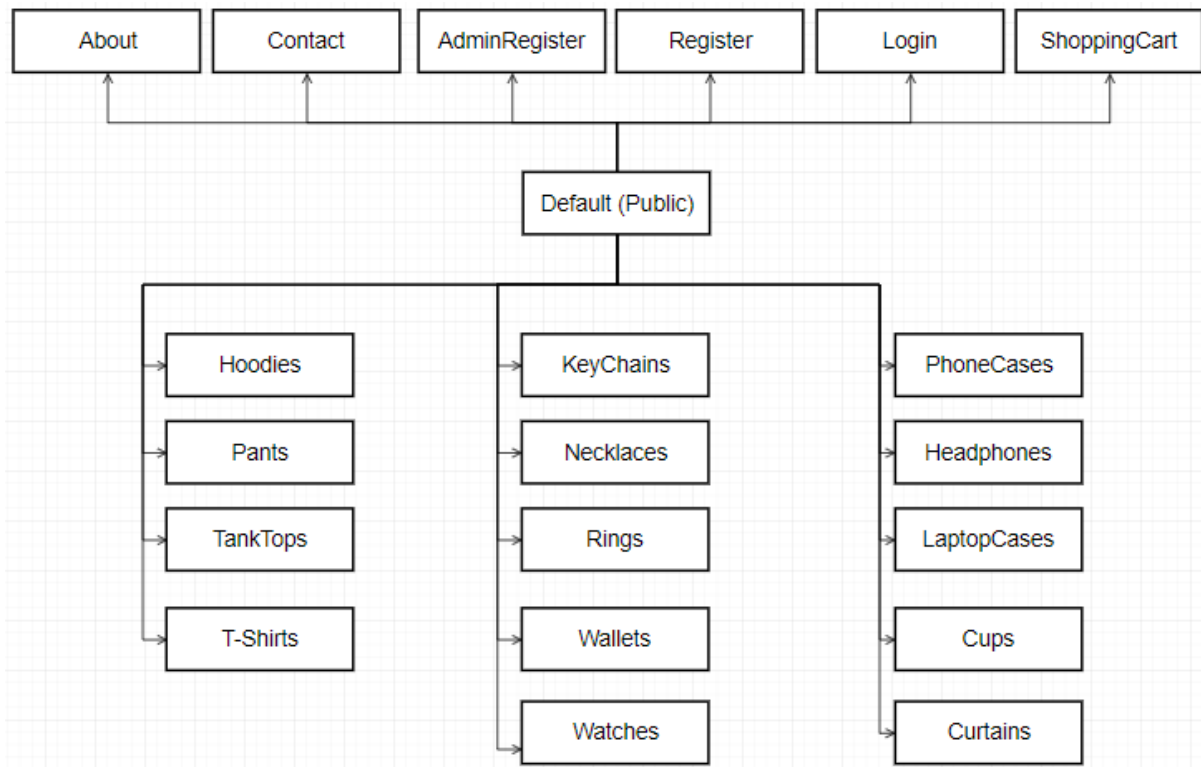 About
Contact
AdminRegister
Register
Login
ShoppingCart
Default (Public)
Hoodies
KeyChains
PhoneCases
Pants
Necklaces
Headphones
TankTops
Rings
LaptopCases
T-Shirts
Wallets
Cups
Watches
Curtains